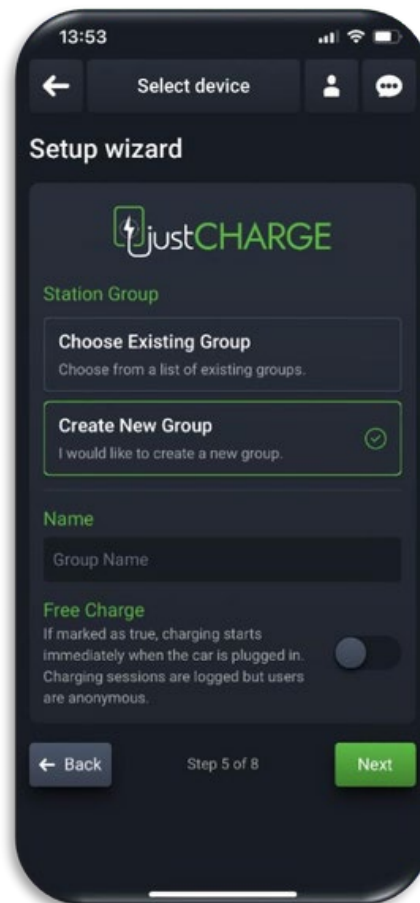 13:53
Select device
Setup wizard
justCHARGE
Station Group
Choose Existing Group
Choose from a list of existing groups.
Create New Group
I would like to create a new group.
Name
Group Name
Free Charge
If marked as true, charging starts
immediately when the car is plugged in.
Charging sessions are logged but users
are anonymous.
Back
Step 5 of 8
Next